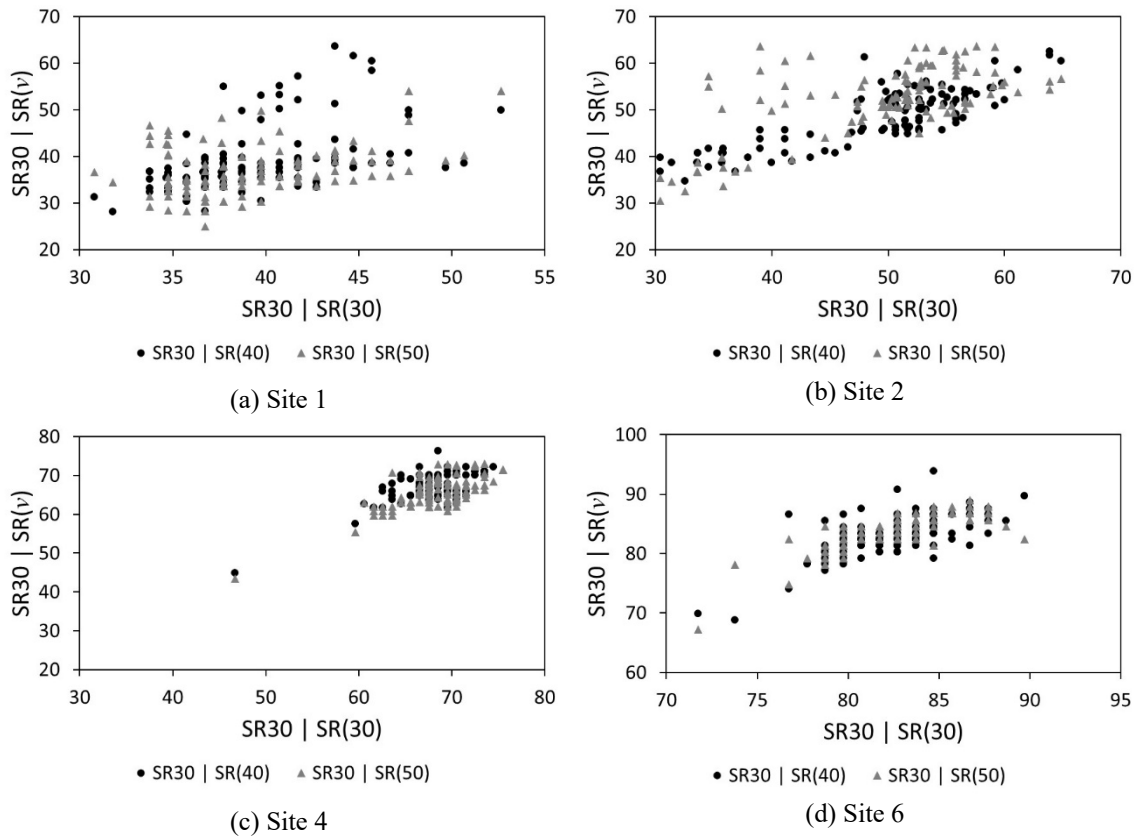 70
60
50
40
30
20
SR30 | SR(v)
30 35 40 45 50 55
SR30 | SR(30)
● SR30 | SR(40) ▲ SR30 | SR(50)
(a) Site 1
70
60
50
40
30
20
SR30 | SR(v)
30 40 50 60 70
SR30 | SR(30)
● SR30 | SR(40) ▲ SR30 | SR(50)
(b) Site 2
80
70
60
50
40
30
20
SR30 | SR(v)
20 30 40 50 60 70 80
SR30 | SR(30)
● SR30 | SR(40) ▲ SR30 | SR(50)
(c) Site 4
100
90
80
70
60
SR30 | SR(v)
70 75 80 85 90 95
SR30 | SR(30)
● SR30 | SR(40) ▲ SR30 | SR(50)
(d) Site 6